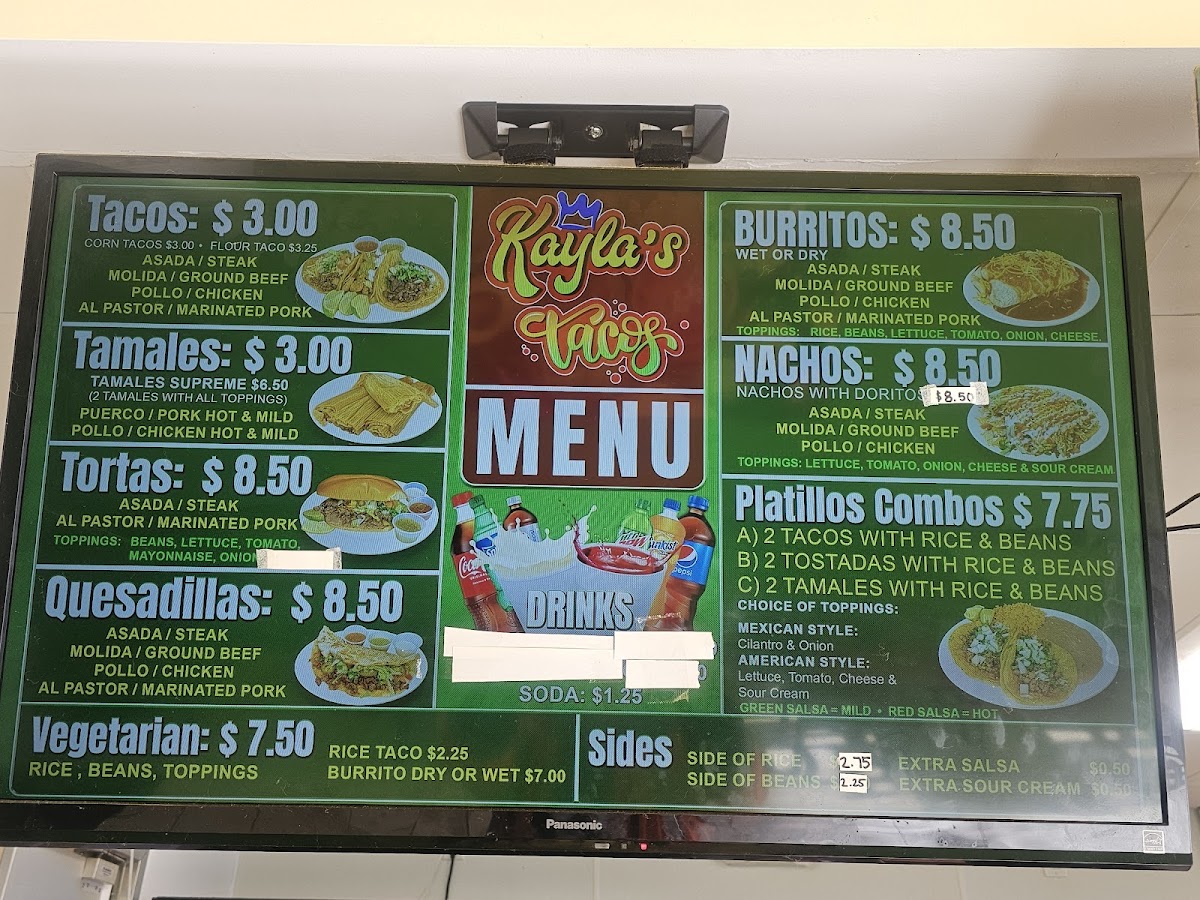 Tacos: $ 3.00
CORN TACOS $3.00 • FLOUR TACO $3.25
ASADA / STEAK
MOLIDA / GROUND BEEF
POLLO / CHICKEN
AL PASTOR / MARINATED PORK
Tamales: $ 3.00
TAMALES SUPREME $6.50
(2 TAMALES WITH ALL TOPPINGS)
PUERCO / PORK HOT & MILD
POLLO / CHICKEN HOT & MILD
Tortas: $ 8.50
ASADA / STEAK
AL PASTOR / MARINATED PORK
TOPPINGS: BEANS, LETTUCE, TOMATO,
MAYONNAISE, ONION
Quesadillas: $ 8.50
ASADA / STEAK
MOLIDA / GROUND BEEF
POLLO / CHICKEN
AL PASTOR / MARINATED PORK
Vegetarian: $ 7.50
RICE , BEANS, TOPPINGS
RICE TACO $2.25
BURRITO DRY OR WET $7.00
Kayla's
Tacos
MENU
pepsi
DRINKS
SODA: $1.25
BURRITOS: $ 8.50
WET OR DRY
ASADA / STEAK
MOLIDA / GROUND BEEF
POLLO / CHICKEN
AL PASTOR / MARINATED PORK
TOPPINGS: RICE, BEANS, LETTUCE, TOMATO, ONION, CHEESE.
NACHOS: $ 8.50
NACHOS WITH DORITOS $8.50
ASADA / STEAK
MOLIDA / GROUND BEEF
POLLO / CHICKEN
TOPPINGS: LETTUCE, TOMATO, ONION, CHEESE & SOUR CREAM.
Platillos Combos $ 7.75
A) 2 TACOS WITH RICE & BEANS
B) 2 TOSTADAS WITH RICE & BEANS
C) 2 TAMALES WITH RICE & BEANS
CHOICE OF TOPPINGS:
MEXICAN STYLE:
Cilantro & Onion
AMERICAN STYLE:
Lettuce, Tomato, Cheese &
Sour Cream
GREEN SALSA = MILD • RED SALSA = HOT
Sides
SIDE OF RICE $2.75
SIDE OF BEANS $2.25
EXTRA SALSA $0.50
EXTRA SOUR CREAM $0.50
Panasonic